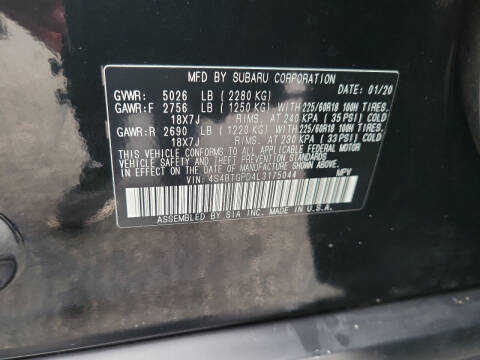 MFD BY SUBARU CORPORATION DATE: 01/20
GVWR: 5026 LB (2280 KG)
GAWR:F 2756 LB (1250 KG) WITH 225/60R18 100H TIRES.
18X7J RIMS. AT 240 KPA (35 PSI) COLD
GAWR:R 2690 LB (1220 KG) WITH 225/60R18 100H TIRES.
18X7J RIMS. AT 230 KPA (33 PSI) COLD
THIS VEHICLE CONFORMS TO ALL APPLICABLE FEDERAL MOTOR
VEHICLE SAFETY AND THEFT PREVENTION STANDARDS
IN EFFECT ON THE DATE OF MANUFACTURE SHOWN ABOVE.
VIN: 4S4BTGPD4L3175044 MPV
ASSEMBLED BY SIA INC. MADE IN U.S.A.